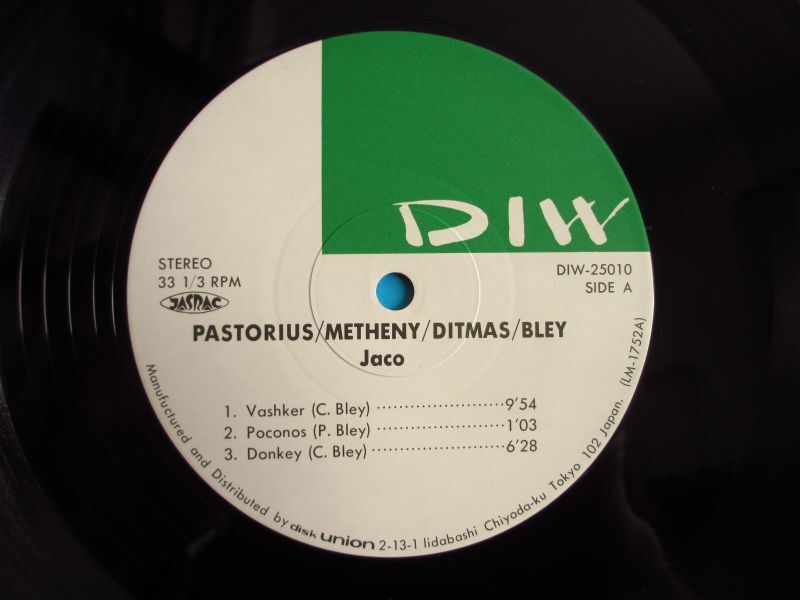 DIW
STEREO
33 1/3 RPM
JASRAC
DIW-25010
SIDE A
PASTORIUS/METHENY/DITMAS/BLEY
Jaco
1. Vashker (C. Bley) ························9'54
2. Poconos (P. Bley) ························1'03
3. Donkey (C. Bley) ·························6'28
Manufuctured and Distributed by disk union 2-13-1 Iidabashi Chiyoda-ku Tokyo 102 Japan. (LM-1752A)